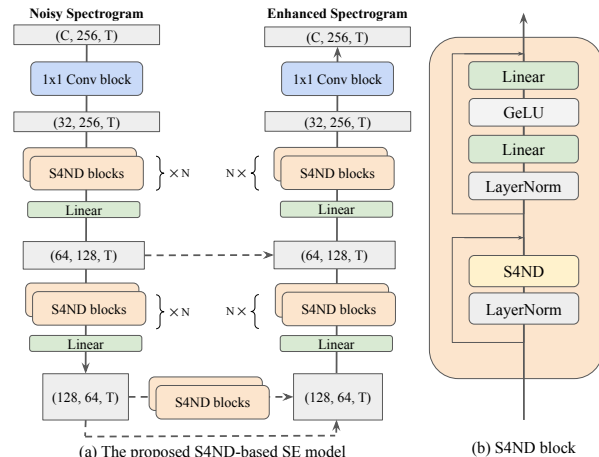 Noisy Spectrogram
(C, 256, T)
1x1 Conv block
(32, 256, T)
S4ND blocks
× N
Linear
(64, 128, T)
S4ND blocks
× N
Linear
(128, 64, T)
S4ND blocks
Enhanced Spectrogram
(C, 256, T)
1x1 Conv block
(32, 256, T)
N ×
S4ND blocks
Linear
(64, 128, T)
N ×
S4ND blocks
Linear
(128, 64, T)
(a) The proposed S4ND-based SE model
Linear
GeLU
Linear
LayerNorm
S4ND
LayerNorm
(b) S4ND block